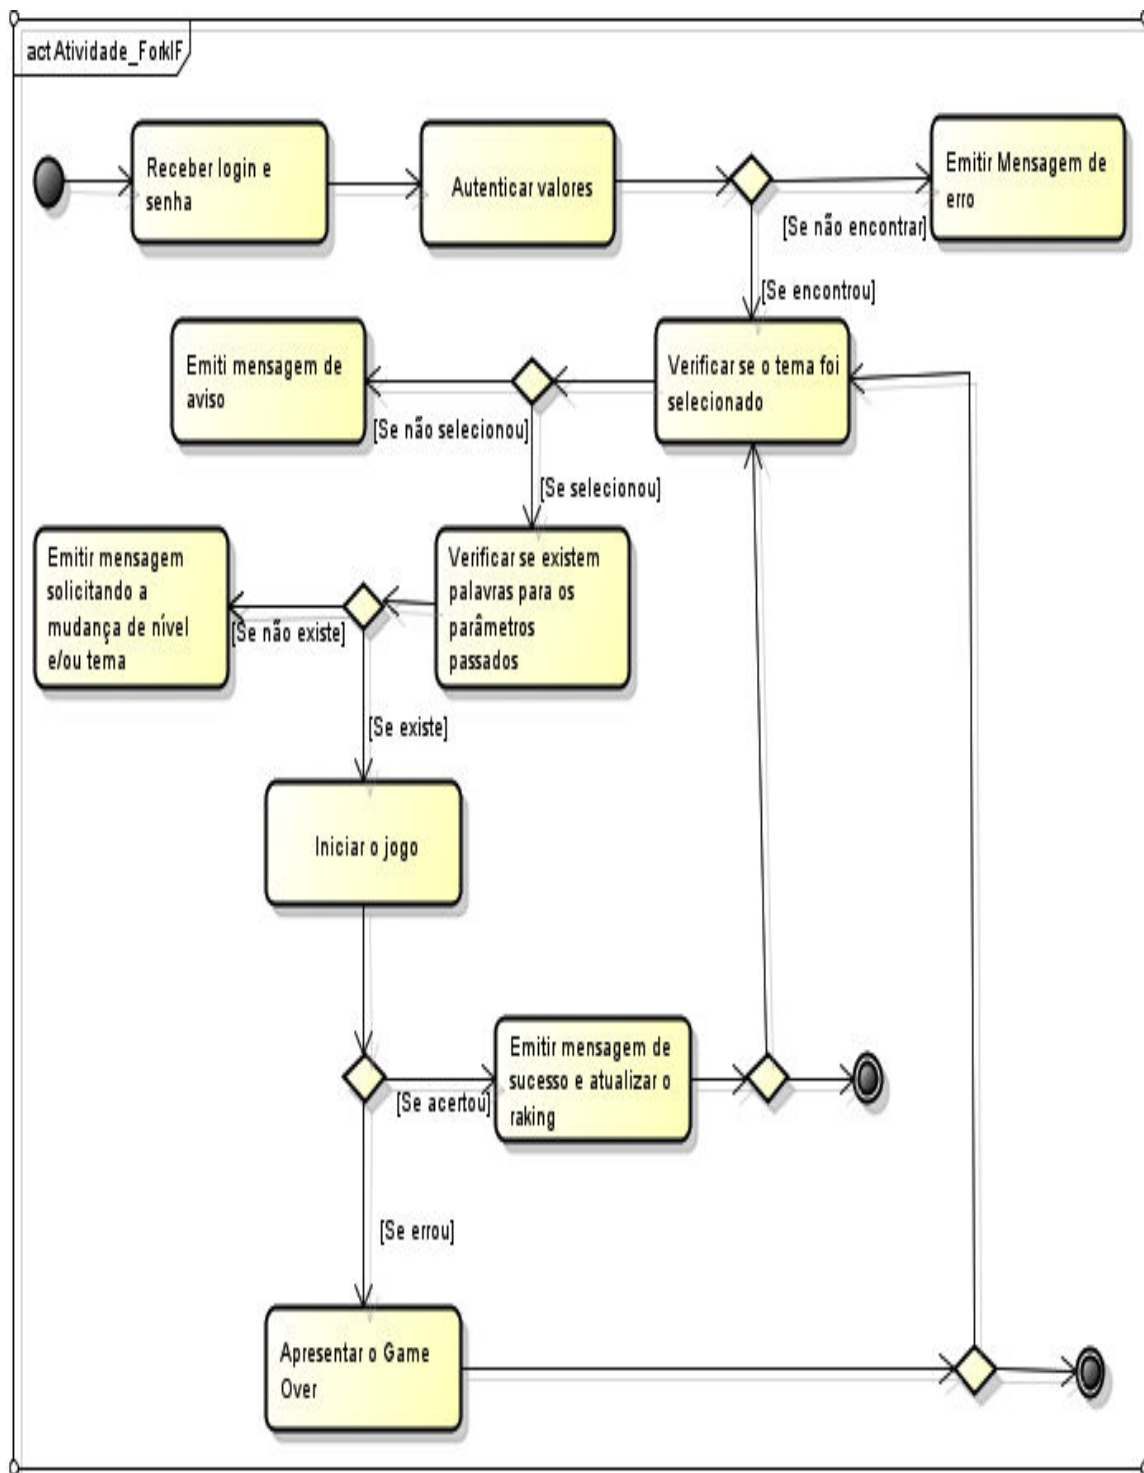 act Atividade_ForkIF
Receber login e
senha
Autenticar valores
Emitir Mensagem de
erro
[Se não encontrar]
[Se encontrou]
Emiti mensagem de
aviso
Verificar se o tema foi
selecionado
[Se não selecionou]
[Se selecionou]
Emitir mensagem
solicitando a
mudança de nível
e/ou tema
Verificar se existem
palavras para os
parâmetros
passados
[Se não existe]
[Se existe]
Iniciar o jogo
Emitir mensagem de
sucesso e atualizar o
raking
[Se acertou]
[Se errou]
Apresentar o Game
Over